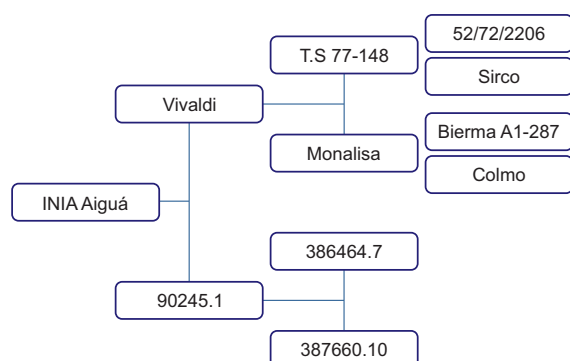 52/72/2206
T.S 77-148
Sirco
Vivaldi
Bierma A1-287
Monalisa
Colmo
INIA Aiguá
386464.7
90245.1
387660.10